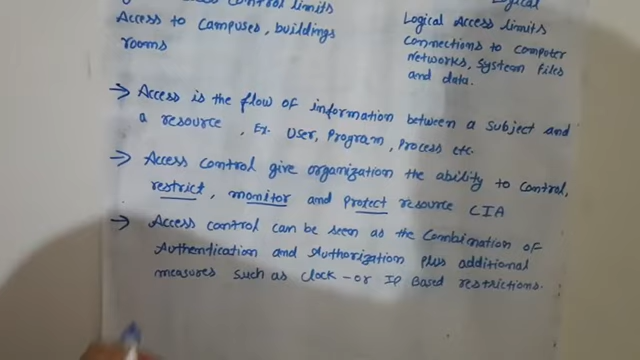 control limits
Access to campuses, buildings
rooms
Logical
Logical Access limits
connections to computer
networks, system files
and data.
→ Access is the flow of information between a subject and
a resource, Ex. User, Program, Process etc.
→ Access control give organization the ability to control,
restrict, monitor and protect resource CIA
→ Access control can be seen as the combination of
Authentication and Authorization plus additional
measures such as clock-or IP Based restrictions.